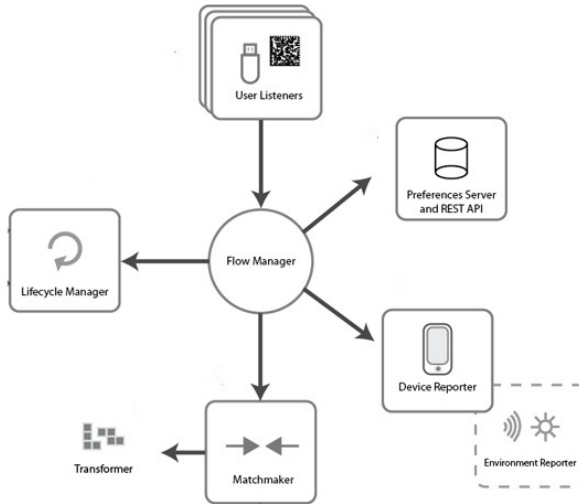 User Listeners
Preferences Server
and REST API
Flow Manager
Lifecycle Manager
Device Reporter
Environment Reporter
Transformer
Matchmaker